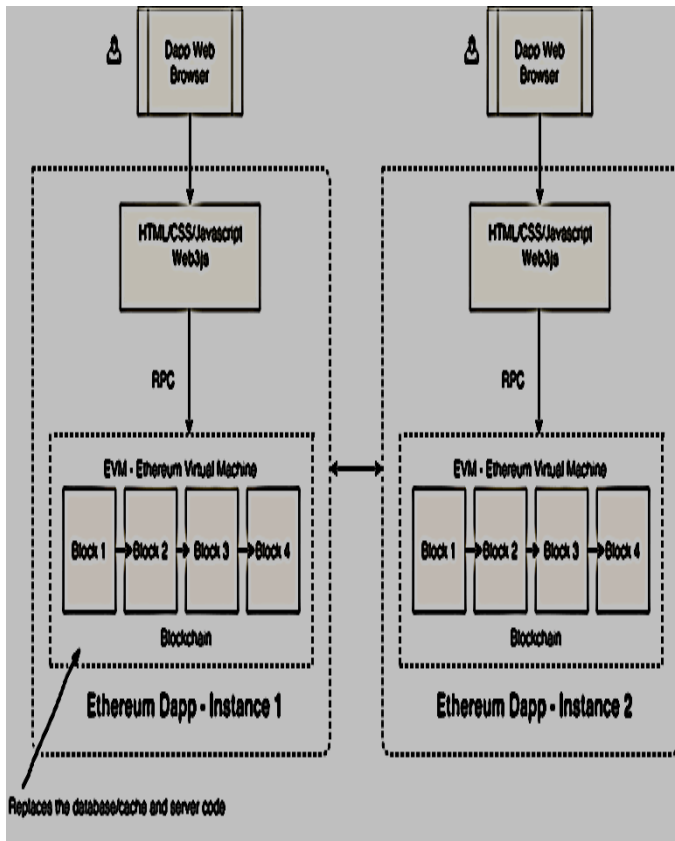 Dapp Web
Browser
HTML/CSS/Javascript
Web3js
RPC
EVM - Ethereum Virtual Machine
Block 1
Block 2
Block 3
Block 4
Blockchain
Ethereum Dapp - Instance 1
Replaces the database/cache and server code
Dapp Web
Browser
HTML/CSS/Javascript
Web3js
RPC
EVM - Ethereum Virtual Machine
Block 1
Block 2
Block 3
Block 4
Blockchain
Ethereum Dapp - Instance 2